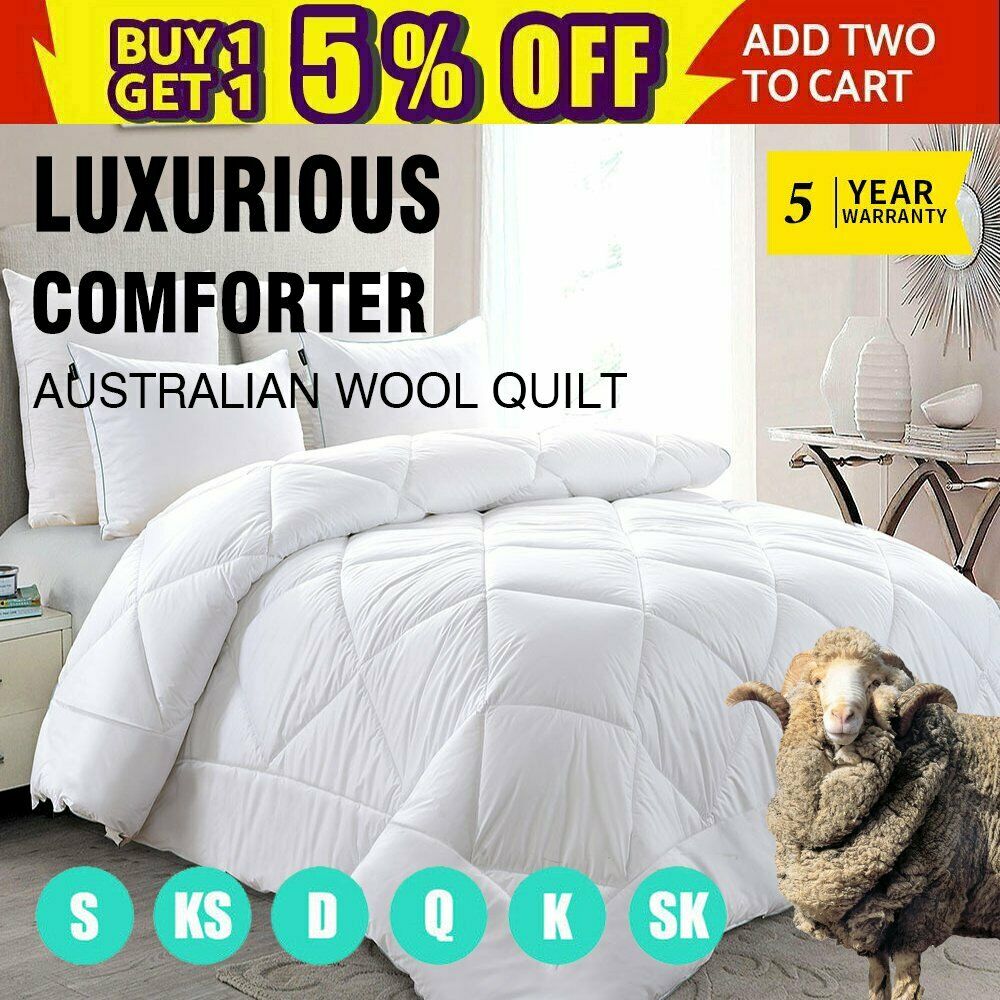 BUY 1
GET 1
5% OFF
ADD TWO
TO CART
LUXURIOUS
COMFORTER
AUSTRALIAN WOOL QUILT
5
YEAR
WARRANTY
S KS D Q K SK